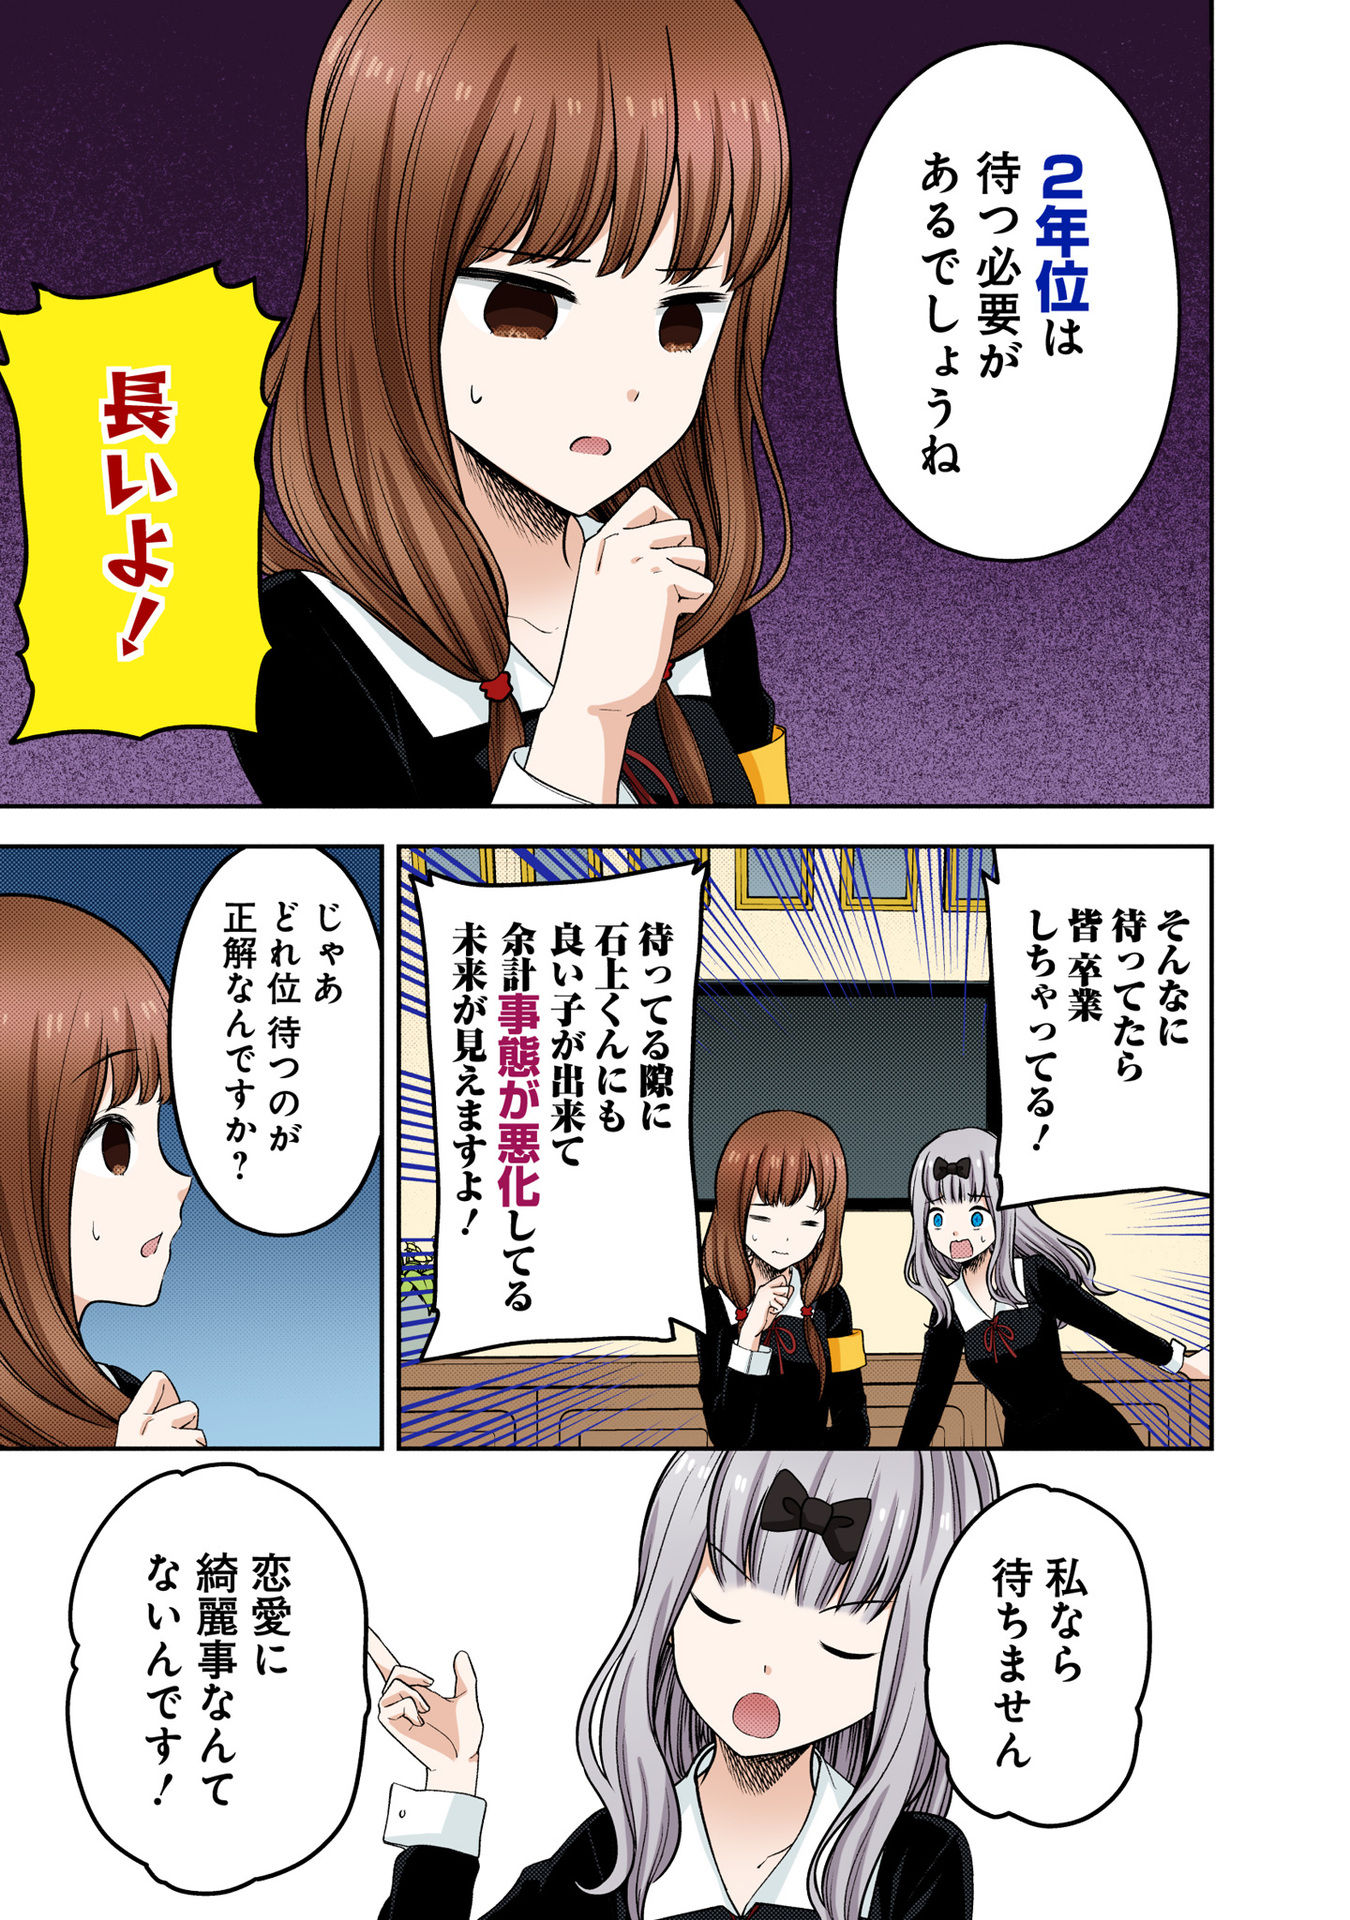 ２年位は
待つ必要が
あるでしょうね
長いよ！
そんなに
待ってたら
皆卒業
しちゃってる！
待ってる隙に
石上くんにも
良い子が出来て
余計事態が悪化してる
未来が見えますよ！
じゃあ
どれ位待つのが
正解なんですか？
私なら
待ちません
恋愛に
綺麗事なんて
ないんです！